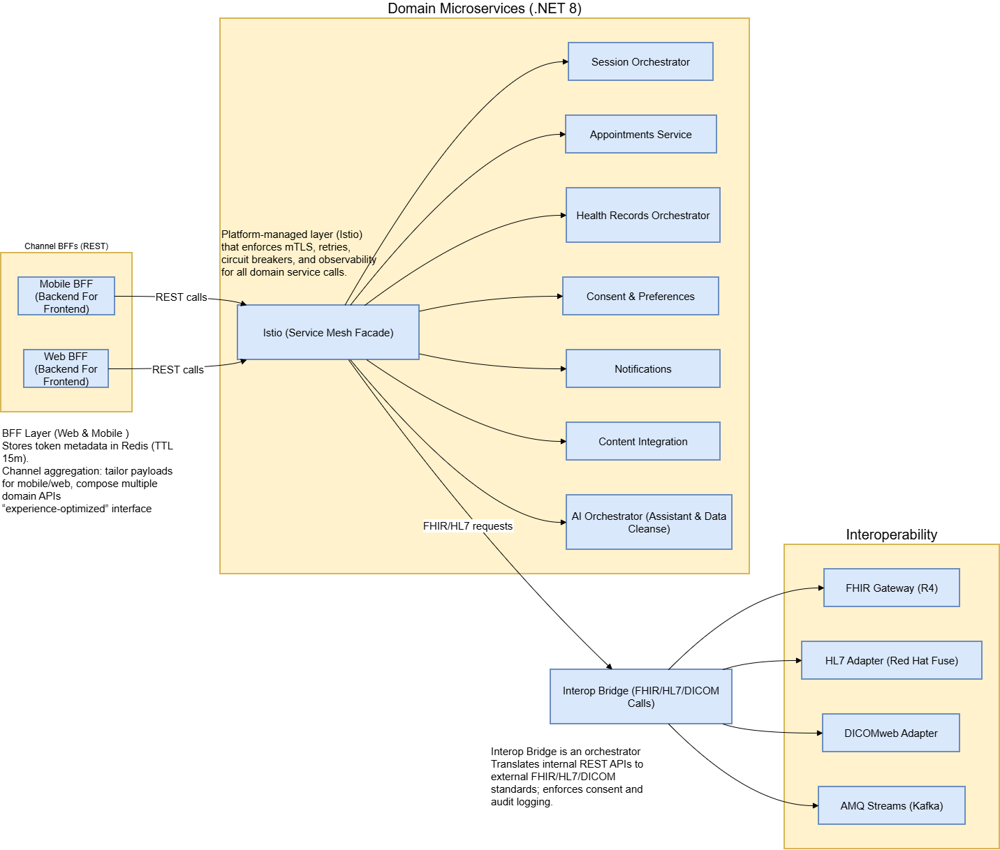 Domain Microservices (.NET 8)
Session Orchestrator
Appointments Service
Health Records Orchestrator
Platform-managed layer (Istio)
that enforces mTLS, retries,
circuit breakers, and observability
for all domain service calls.
Channel BFFs (REST)
Mobile BFF
(Backend For
Frontend)
REST calls
Consent & Preferences
Istio (Service Mesh Facade)
Web BFF
(Backend For
Frontend)
REST calls
Notifications
BFF Layer (Web & Mobile )
Stores token metadata in Redis (TTL
15m).
Channel aggregation: tailor payloads
for mobile/web, compose multiple
domain APIs
“experience-optimized” interface
Content Integration
AI Orchestrator (Assistant & Data
Cleanse)
FHIR/HL7 requests
Interoperability
FHIR Gateway (R4)
HL7 Adapter (Red Hat Fuse)
Interop Bridge (FHIR/HL7/DICOM
Calls)
DICOMweb Adapter
Interop Bridge is an orchestrator
Translates internal REST APIs to
external FHIR/HL7/DICOM
standards; enforces consent and
audit logging.
AMQ Streams (Kafka)